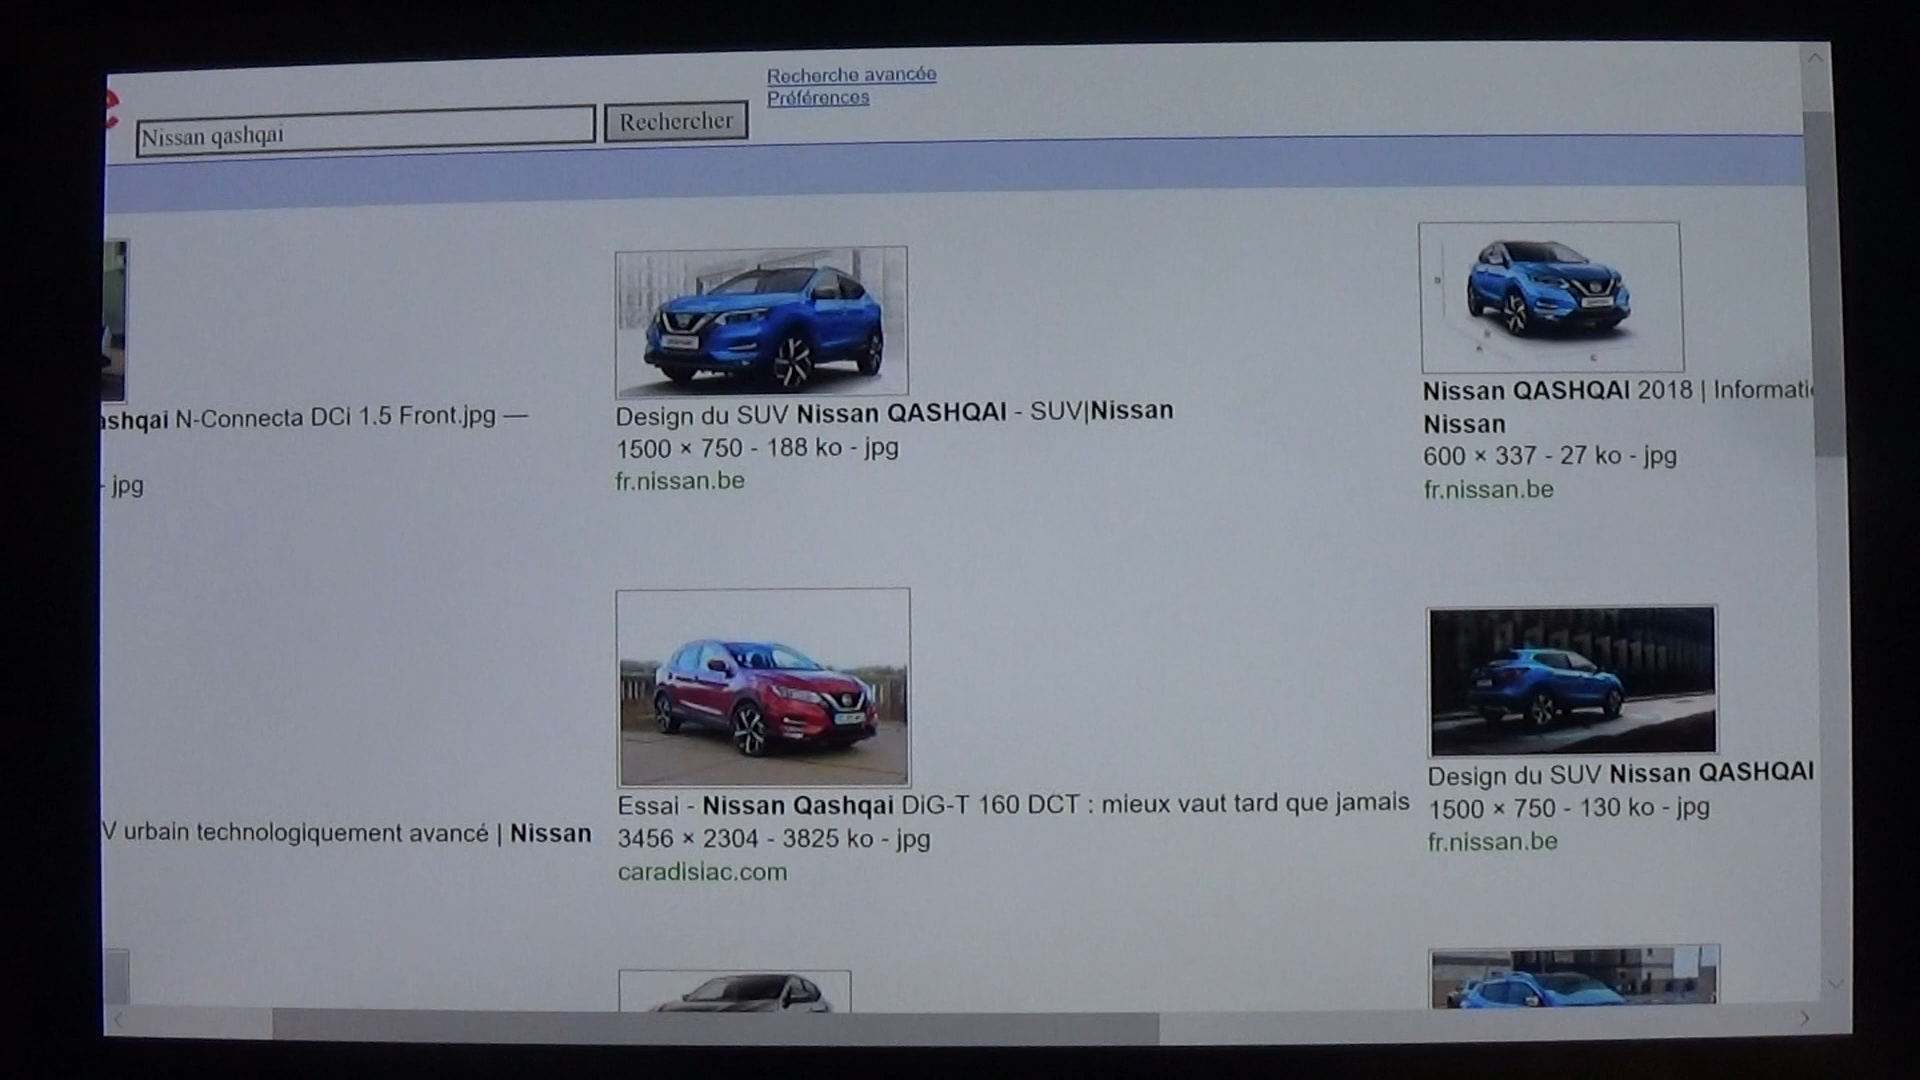 Recherche avancée
Préférences
Nissan qashqai
Rechercher
ashqai N-Connecta DCi 1.5 Front.jpg —
- jpg
Design du SUV Nissan QASHQAI - SUV|Nissan
1500 × 750 - 188 ko - jpg
fr.nissan.be
Nissan QASHQAI 2018 | Informati
Nissan
600 × 337 - 27 ko - jpg
fr.nissan.be
V urbain technologiquement avancé | Nissan
Essai - Nissan Qashqai DiG-T 160 DCT : mieux vaut tard que jamais
3456 × 2304 - 3825 ko - jpg
caradisiac.com
Design du SUV Nissan QASHQAI
1500 × 750 - 130 ko - jpg
fr.nissan.be